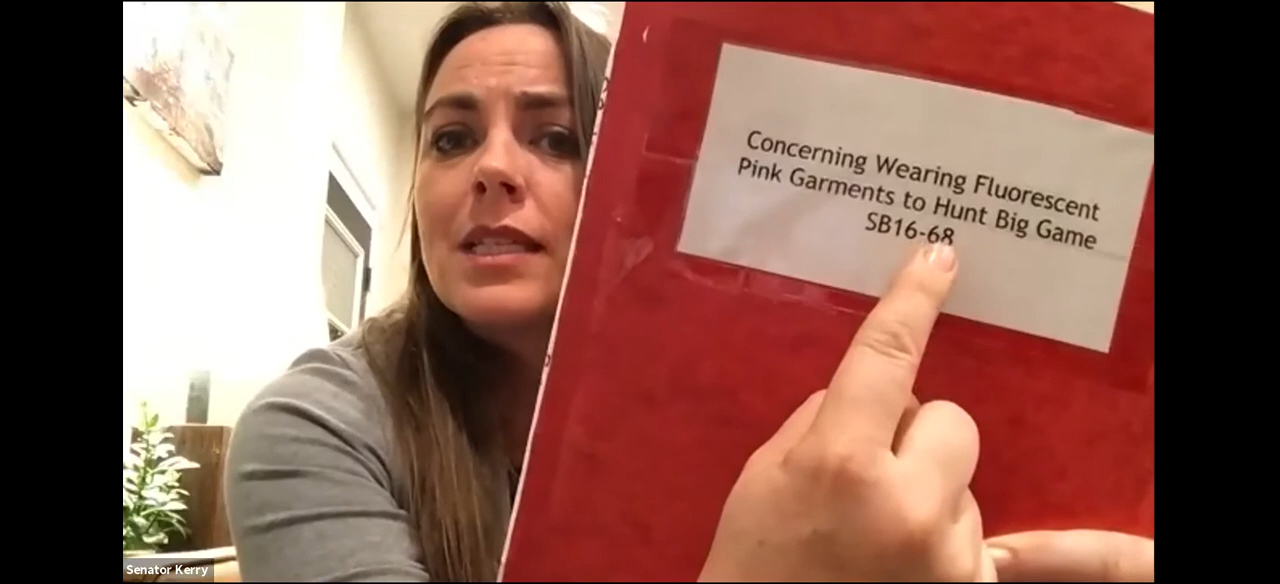 Concerning Wearing Fluorescent
Pink Garments to Hunt Big Game
SB16-68
Senator Kerry